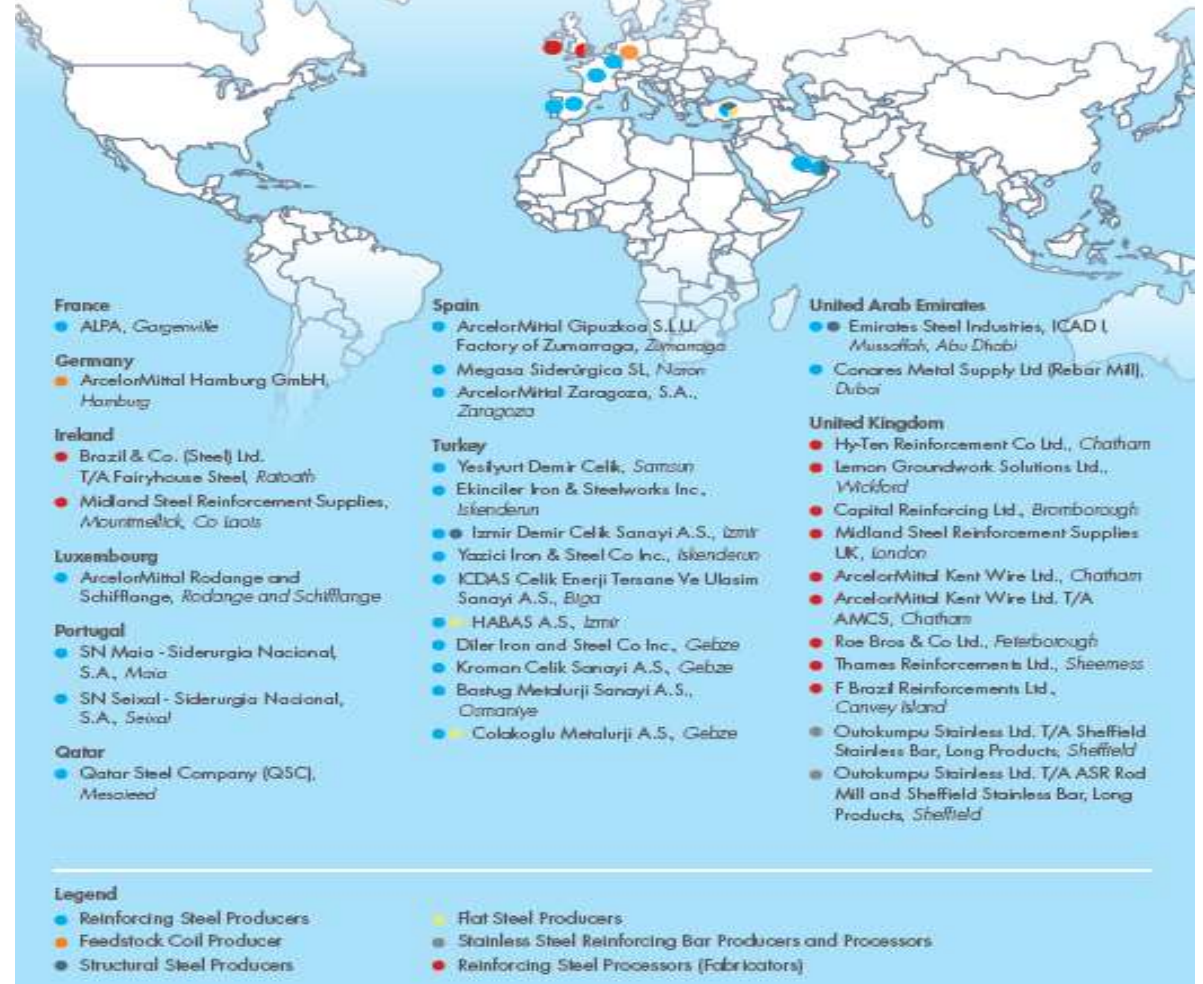 France
ALPA, Gargenville
Germany
ArcelorMittal Hamburg GmbH,
Hamburg
Ireland
Brazil & Co. (Steel) Ltd.
T/A Fairyhouse Steel, Ratoath
Midland Steel Reinforcement Supplies,
Mountmellick, Co Laois
Luxembourg
ArcelorMittal Rodange and
Schifflange, Rodange and Schifflange
Portugal
SN Maia - Siderurgia Nacional,
S.A., Maia
SN Seixal - Siderurgia Nacional,
S.A., Seixal
Qatar
Qatar Steel Company (QSC),
Mesaieed
Spain
ArcelorMittal Gipuzkoa S.L.U.
Factory of Zumarraga, Zumarraga
Megasa Siderúrgica SL, Naron
ArcelorMittal Zaragoza, S.A.,
Zaragoza
Turkey
Yesilyurt Demir Celik, Samsun
Ekinciler Iron & Steelworks Inc.,
Iskenderun
Izmir Demir Celik Sanayi A.S., Izmir
Yazici Iron & Steel Co Inc., Iskenderun
ICDAS Celik Enerji Tersane Ve Ulasim
Sanayi A.S., Biga
HABAS A.S., Izmir
Diler Iron and Steel Co Inc., Gebze
Kroman Celik Sanayi A.S., Gebze
Bastug Metalurji Sanayi A.S.,
Osmaniye
Colakoglu Metalurji A.S., Gebze
United Arab Emirates
Emirates Steel Industries, ICAD I,
Mussaffah, Abu Dhabi
Conares Metal Supply Ltd (Rebar Mill),
Dubai
United Kingdom
Hy-Ten Reinforcement Co Ltd., Chatham
Lemon Groundwork Solutions Ltd.,
Wickford
Capital Reinforcing Ltd., Bromborough
Midland Steel Reinforcement Supplies
UK, London
ArcelorMittal Kent Wire Ltd., Chatham
ArcelorMittal Kent Wire Ltd. T/A
AMCS, Chatham
Roe Bros & Co Ltd., Peterborough
Thames Reinforcements Ltd., Sheerness
F Brazil Reinforcements Ltd.,
Canvey Island
Outokumpu Stainless Ltd. T/A Sheffield
Stainless Bar, Long Products, Sheffield
Outokumpu Stainless Ltd. T/A ASR Rod
Mill and Sheffield Stainless Bar, Long
Products, Sheffield
Legend
Reinforcing Steel Producers
Feedstock Coil Producer
Structural Steel Producers
Flat Steel Producers
Stainless Steel Reinforcing Bar Producers and Processors
Reinforcing Steel Processors (Fabricators)